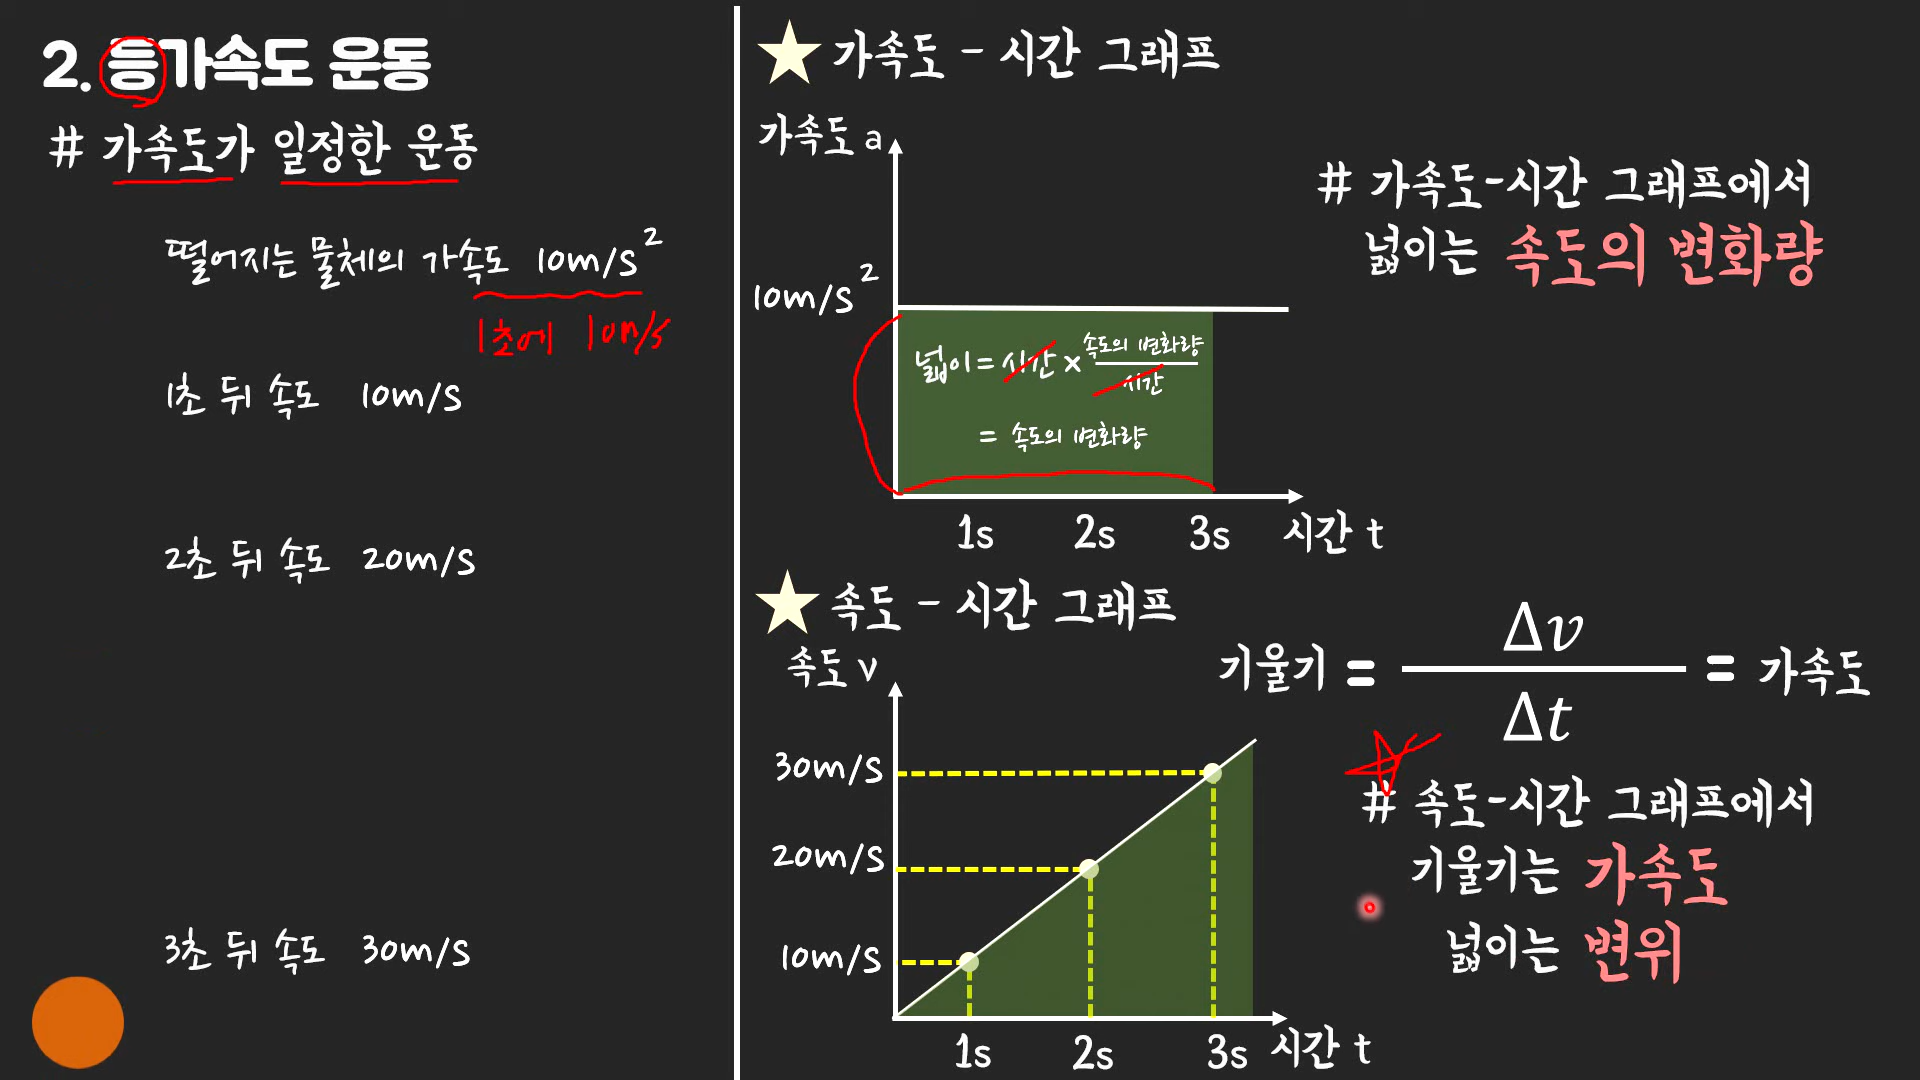 2. 등가속도 운동
# 가속도가 일정한 운동
떨어지는 물체의 가속도 10m/s²
1초에 10m/s
1초 뒤 속도 10m/s
2초 뒤 속도 20m/s
3초 뒤 속도 30m/s
가속도 - 시간 그래프
가속도 a
10m/s²
넓이 = 시간 × 속도의 변화량 / 시간
= 속도의 변화량
1s 2s 3s 시간 t
# 가속도-시간 그래프에서
넓이는 속도의 변화량
속도 - 시간 그래프
속도 v
30m/s
20m/s
10m/s
1s 2s 3s 시간 t
기울기 = Δv / Δt = 가속도
# 속도-시간 그래프에서
기울기는 가속도
넓이는 변위